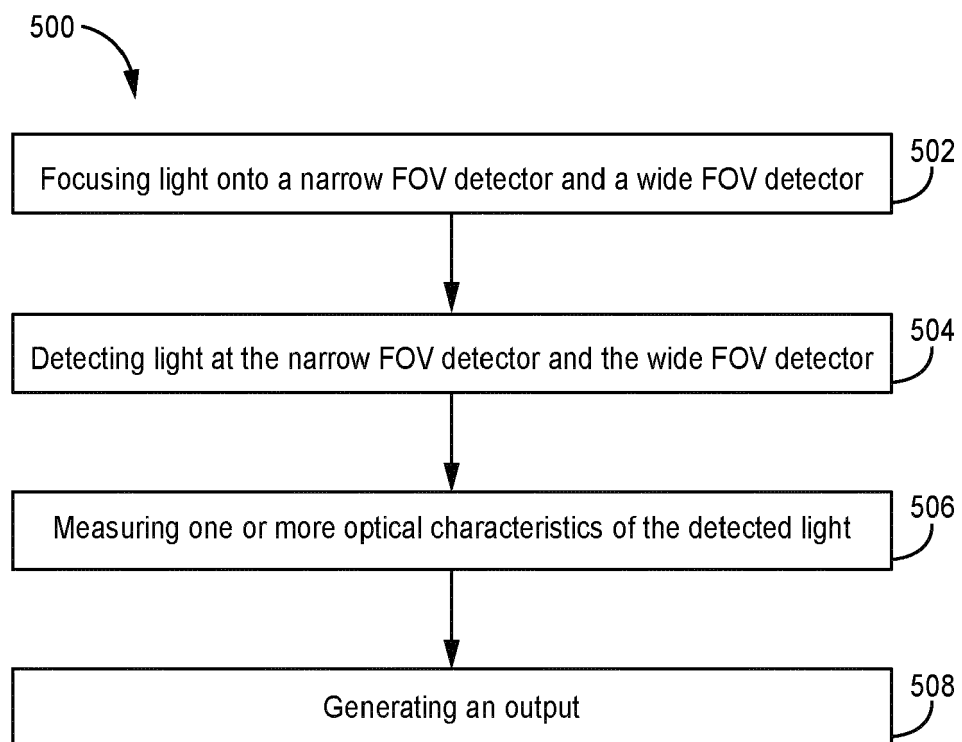 500
502
Focusing light onto a narrow FOV detector and a wide FOV detector
504
Detecting light at the narrow FOV detector and the wide FOV detector
506
Measuring one or more optical characteristics of the detected light
508
Generating an output